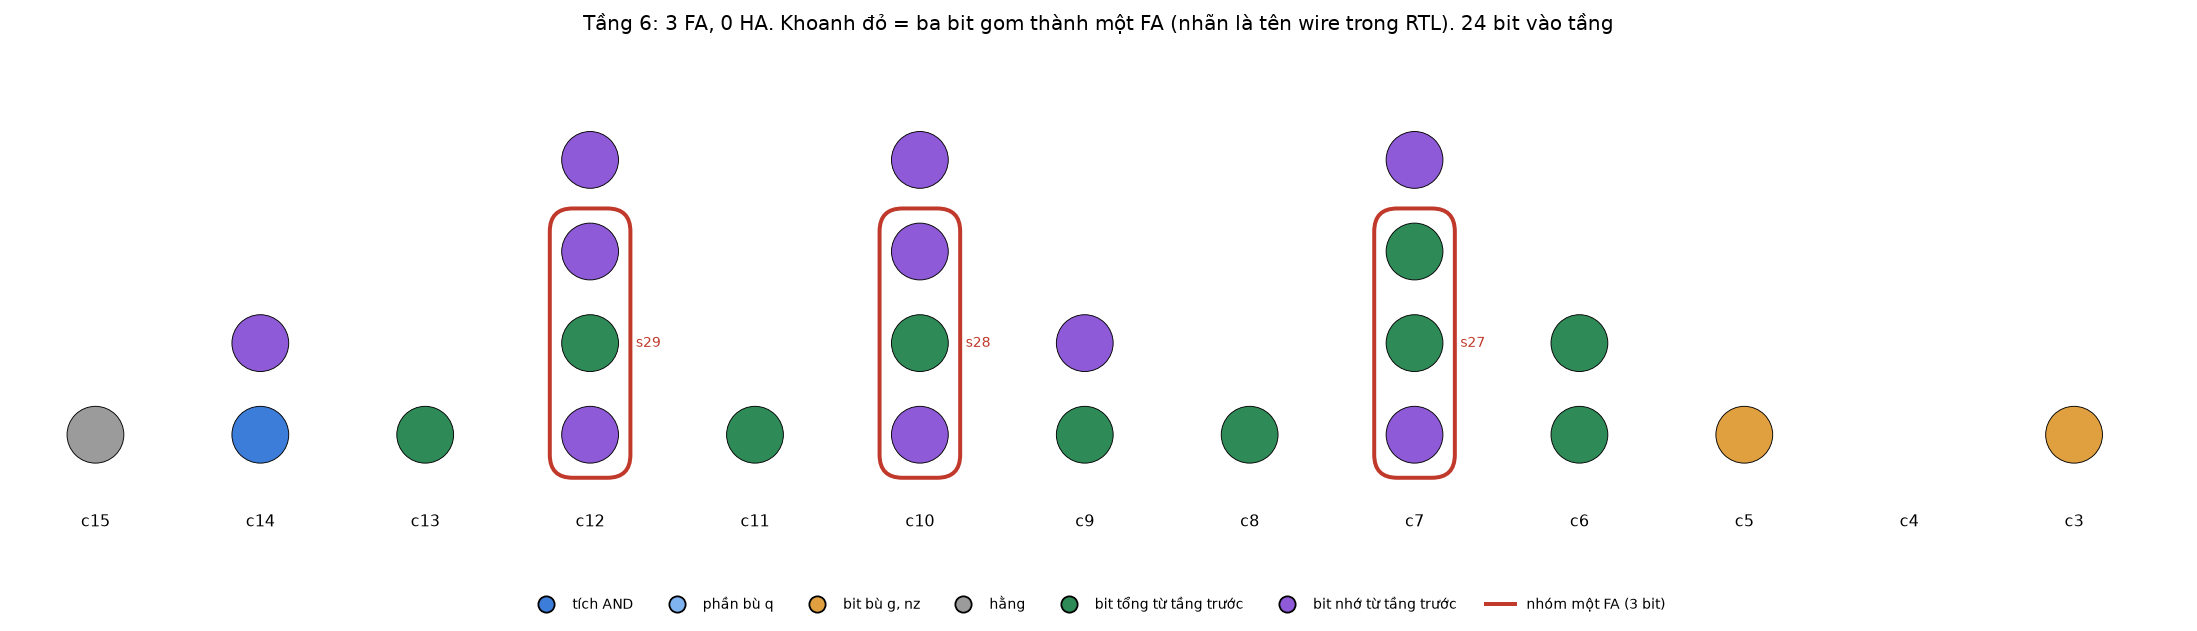 Tầng 6: 3 FA, 0 HA. Khoanh đỏ = ba bit gom thành một FA (nhãn là tên wire trong RTL). 24 bit vào tầng
s29
s28
s27
c15 c14 c13 c12 c11 c10 c9 c8 c7 c6 c5 c4 c3
tích AND phần bù q bit bù g, nz hằng bit tổng từ tầng trước bit nhớ từ tầng trước nhóm một FA (3 bit)